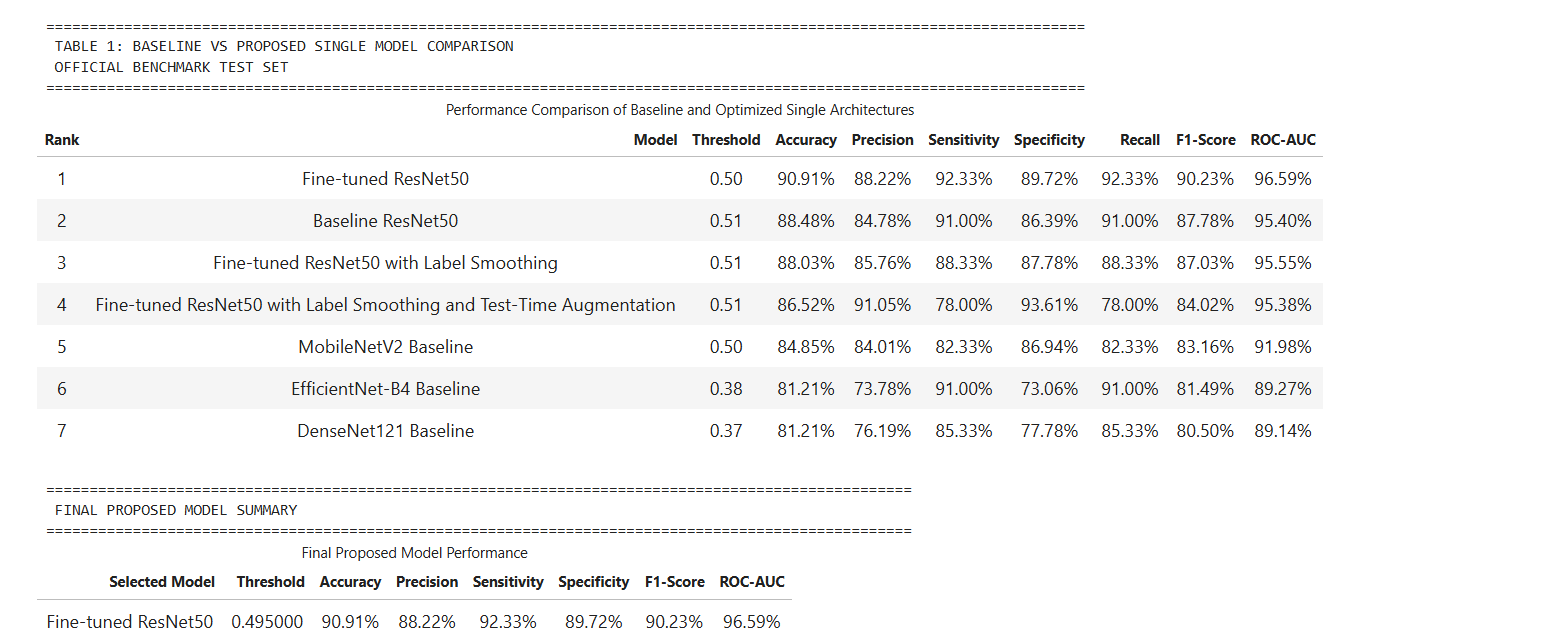 ========================================================================================================================
TABLE 1: BASELINE VS PROPOSED SINGLE MODEL COMPARISON
OFFICIAL BENCHMARK TEST SET
========================================================================================================================
Performance Comparison of Baseline and Optimized Single Architectures
Rank Model Threshold Accuracy Precision Sensitivity Specificity Recall F1-Score ROC-AUC
1 Fine-tuned ResNet50 0.50 90.91% 88.22% 92.33% 89.72% 92.33% 90.23% 96.59%
2 Baseline ResNet50 0.51 88.48% 84.78% 91.00% 86.39% 91.00% 87.78% 95.40%
3 Fine-tuned ResNet50 with Label Smoothing 0.51 88.03% 85.76% 88.33% 87.78% 88.33% 87.03% 95.55%
4 Fine-tuned ResNet50 with Label Smoothing and Test-Time Augmentation 0.51 86.52% 91.05% 78.00% 93.61% 78.00% 84.02% 95.38%
5 MobileNetV2 Baseline 0.50 84.85% 84.01% 82.33% 86.94% 82.33% 83.16% 91.98%
6 EfficientNet-B4 Baseline 0.38 81.21% 73.78% 91.00% 73.06% 91.00% 81.49% 89.27%
7 DenseNet121 Baseline 0.37 81.21% 76.19% 85.33% 77.78% 85.33% 80.50% 89.14%
====================================================================================================
FINAL PROPOSED MODEL SUMMARY
====================================================================================================
Final Proposed Model Performance
Selected Model Threshold Accuracy Precision Sensitivity Specificity F1-Score ROC-AUC
Fine-tuned ResNet50 0.495000 90.91% 88.22% 92.33% 89.72% 90.23% 96.59%